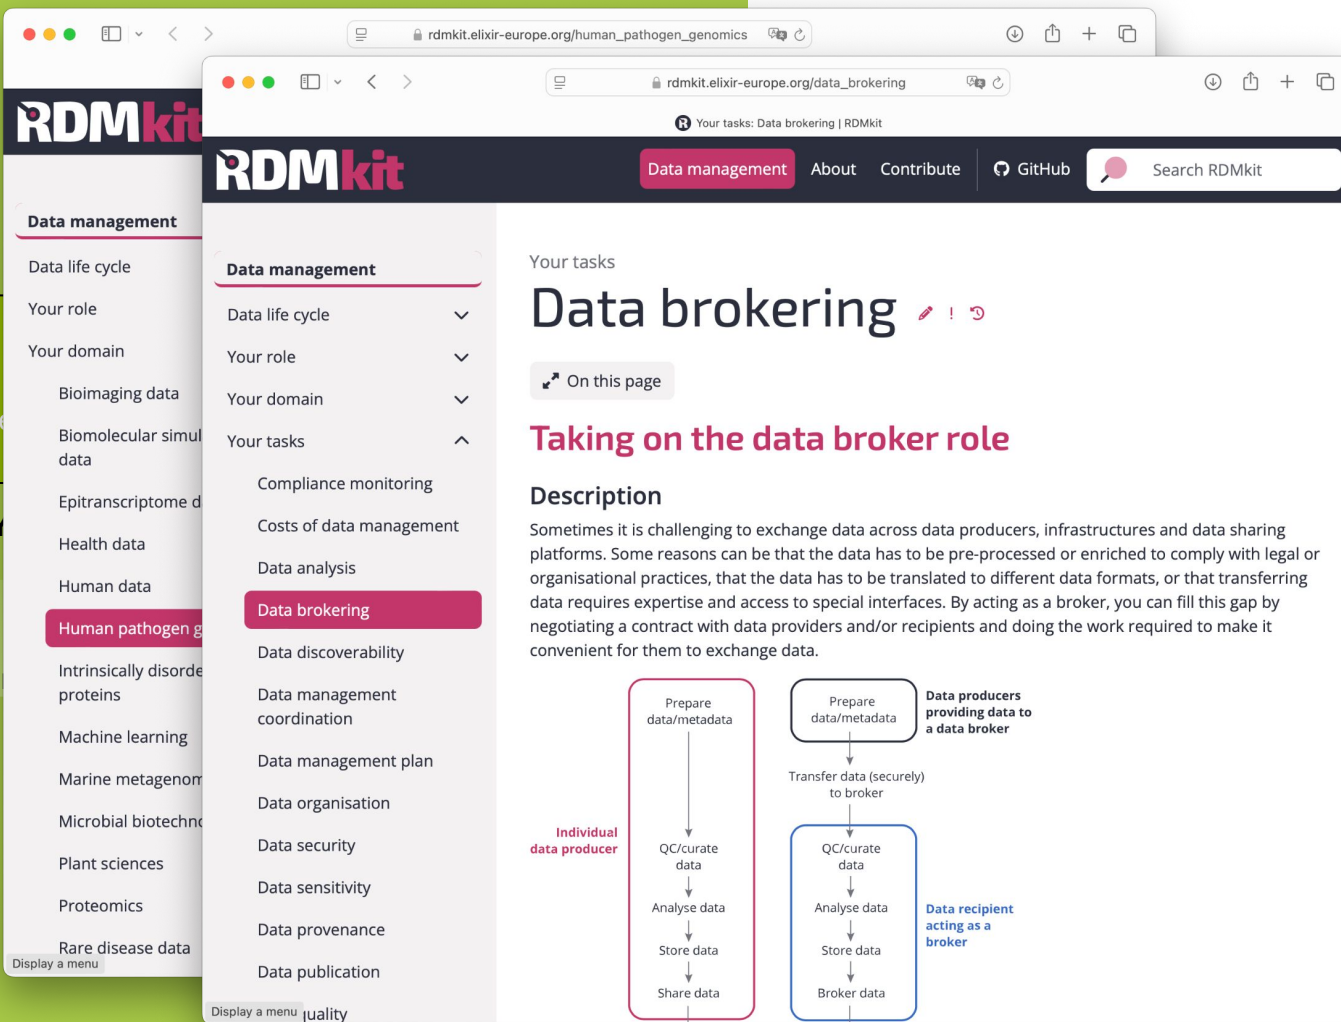 rdmkit.elixir-europe.org/human_pathogen_genomics
RDMkit
Data management
Data life cycle
Your role
Your domain
Bioimaging data
Biomolecular simul
data
Epitranscriptome d
Health data
Human data
Human pathogen g
Intrinsically disorde
proteins
Machine learning
Marine metagenom
Microbial biotechno
Plant sciences
Proteomics
Rare disease data
Display a menu
rdmkit.elixir-europe.org/data_brokering
Your tasks: Data brokering | RDMkit
RDMkit
Data management
About
Contribute
GitHub
Search RDMkit
Data management
Data life cycle
Your role
Your domain
Your tasks
Compliance monitoring
Costs of data management
Data analysis
Data brokering
Data discoverability
Data management
coordination
Data management plan
Data organisation
Data security
Data sensitivity
Data provenance
Data publication
uality
Display a menu
Your tasks
Data brokering
On this page
Taking on the data broker role
Description
Sometimes it is challenging to exchange data across data producers, infrastructures and data sharing
platforms. Some reasons can be that the data has to be pre-processed or enriched to comply with legal or
organisational practices, that the data has to be translated to different data formats, or that transferring
data requires expertise and access to special interfaces. By acting as a broker, you can fill this gap by
negotiating a contract with data providers and/or recipients and doing the work required to make it
convenient for them to exchange data.
Individual
data producer
Prepare
data/metadata
QC/curate
data
Analyse data
Store data
Share data
Prepare
data/metadata
Data producers
providing data to
a data broker
Transfer data (securely)
to broker
QC/curate
data
Analyse data
Store data
Broker data
Data recipient
acting as a
broker